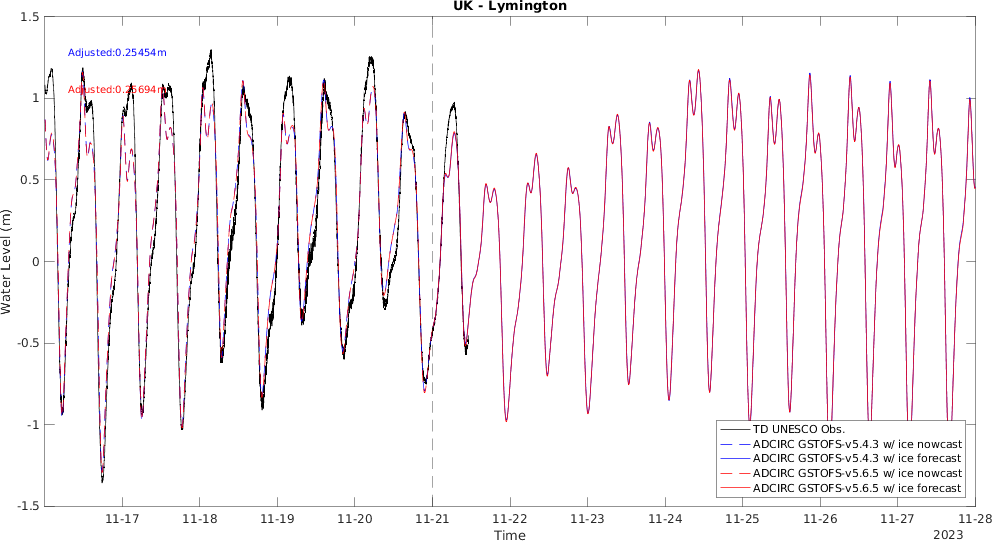 UK - Lymington
1.5
1
0.5
0
-0.5
-1
-1.5
Water Level (m)
Adjusted:0.25454m
Adjusted:0.25694m
TD UNESCO Obs.
ADCIRC GSTOFS-v5.4.3 w/ ice nowcast
ADCIRC GSTOFS-v5.4.3 w/ ice forecast
ADCIRC GSTOFS-v5.6.5 w/ ice nowcast
ADCIRC GSTOFS-v5.6.5 w/ ice forecast
11-17 11-18 11-19 11-20 11-21 11-22 11-23 11-24 11-25 11-26 11-27 11-28
Time
2023